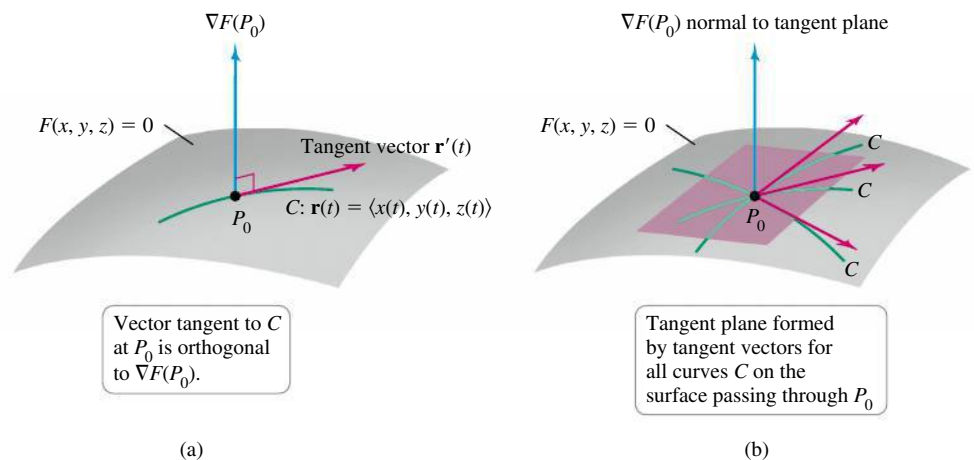 ∇F(P₀)
F(x, y, z) = 0
Tangent vector r′(t)
P₀
C: r(t) = ⟨x(t), y(t), z(t)⟩
Vector tangent to C
at P₀ is orthogonal
to ∇F(P₀).
(a)
∇F(P₀) normal to tangent plane
F(x, y, z) = 0
C
C
P₀
C
Tangent plane formed
by tangent vectors for
all curves C on the
surface passing through P₀
(b)